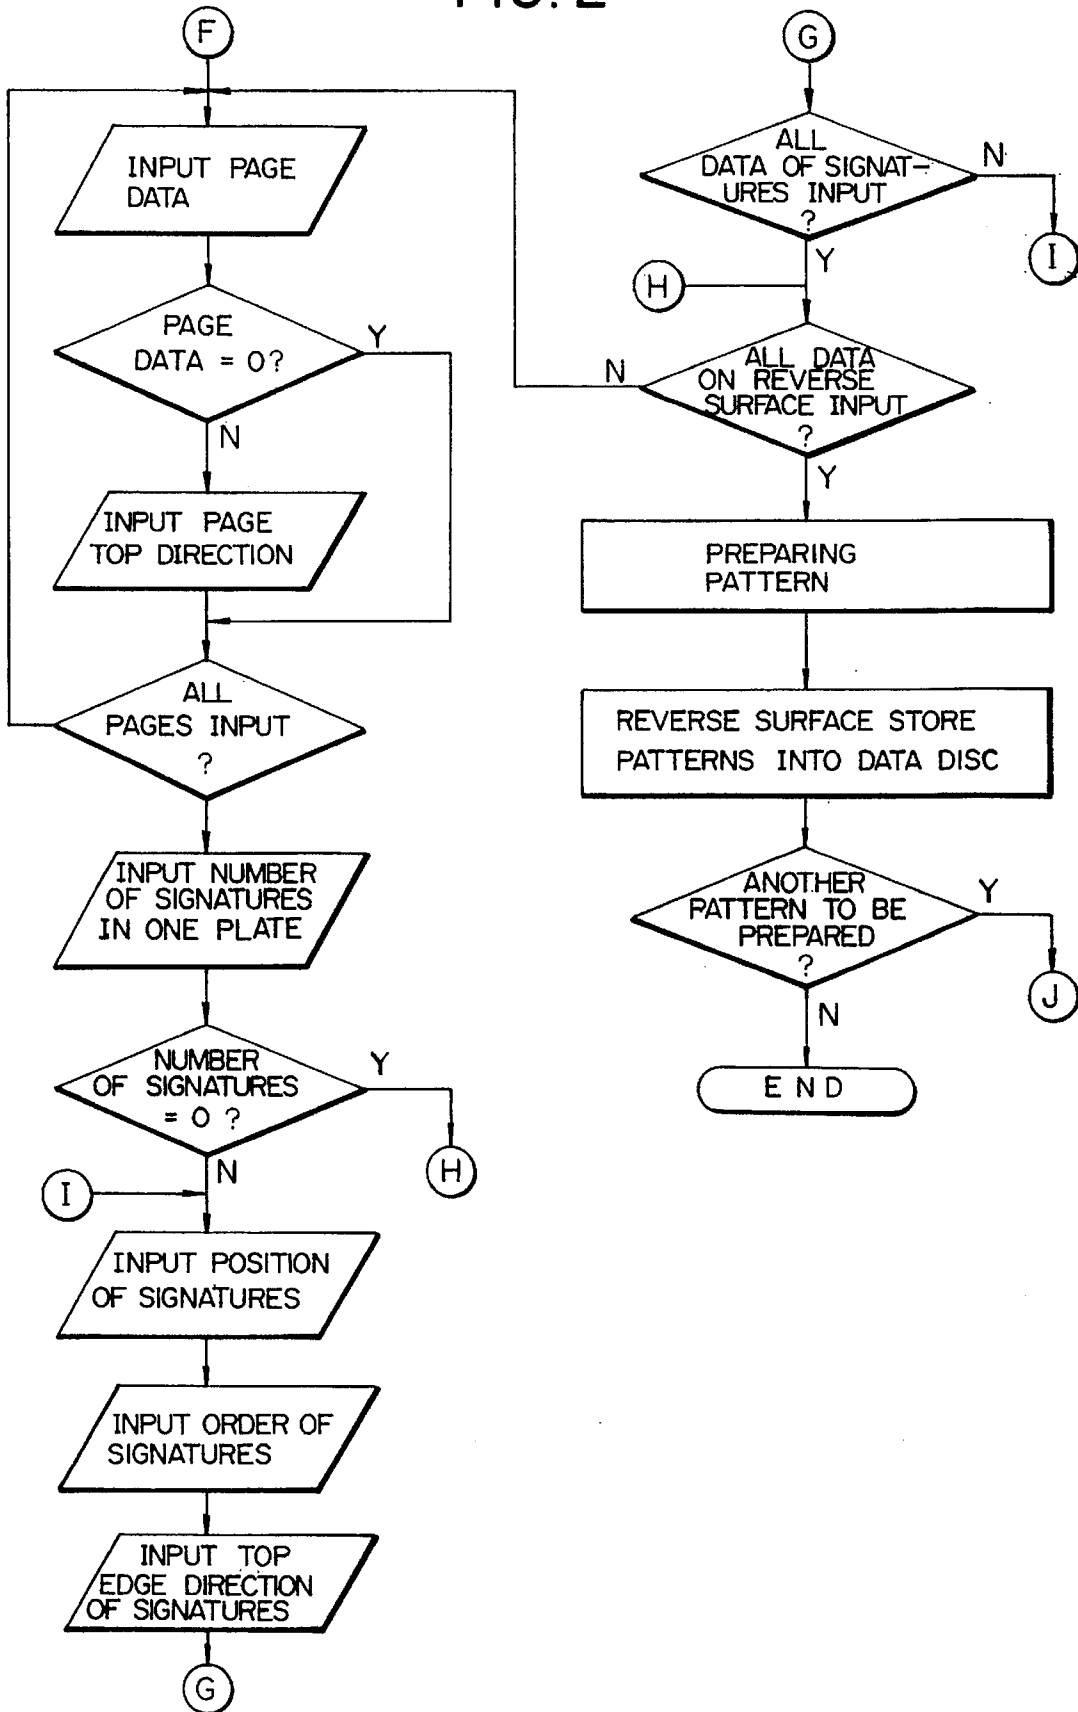 FIG. 2
F
INPUT PAGE
DATA
PAGE
DATA = 0?
Y
N
INPUT PAGE
TOP DIRECTION
ALL
PAGES INPUT
?
INPUT NUMBER
OF SIGNATURES
IN ONE PLATE
NUMBER
OF SIGNATURES
= 0 ?
Y
H
N
I
INPUT POSITION
OF SIGNATURES
INPUT ORDER OF
SIGNATURES
INPUT TOP
EDGE DIRECTION
OF SIGNATURES
G
G
ALL
DATA OF SIGNAT-
URES INPUT
?
N
I
Y
H
ALL DATA
ON REVERSE
SURFACE INPUT
?
N
Y
PREPARING
PATTERN
REVERSE SURFACE STORE
PATTERNS INTO DATA DISC
ANOTHER
PATTERN TO BE
PREPARED
?
Y
J
N
END